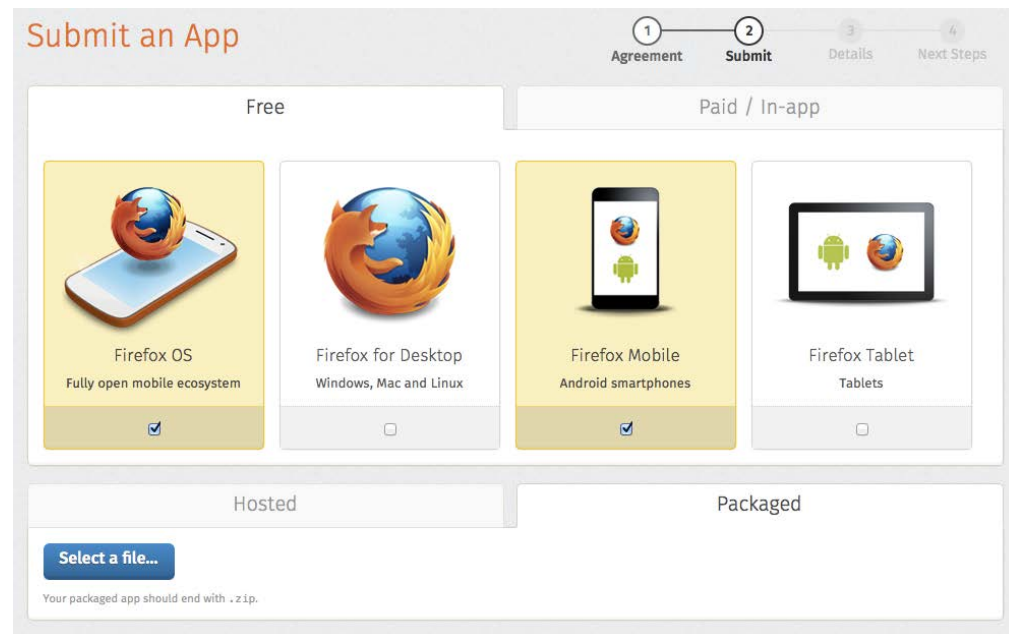 Submit an App
1 2 3 4
Agreement Submit Details Next Steps
Free Paid / In-app
Firefox OS Firefox for Desktop Firefox Mobile Firefox Tablet
Fully open mobile ecosystem Windows, Mac and Linux Android smartphones Tablets
Hosted Packaged
Select a file...
Your packaged app should end with .zip.